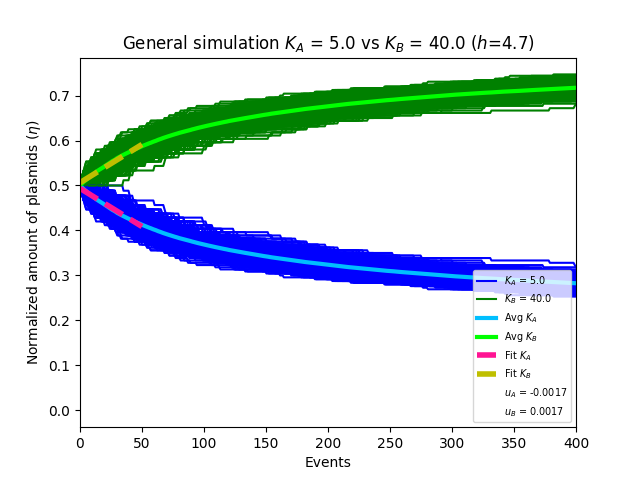 General simulation K_A = 5.0 vs K_B = 40.0 (h=4.7)
Normalized amount of plasmids (η)
0.7
0.6
0.5
0.4
0.3
0.2
0.1
0.0
K_A = 5.0
K_B = 40.0
Avg K_A
Avg K_B
Fit K_A
Fit K_B
u_A = -0.0017
u_B = 0.0017
0 50 100 150 200 250 300 350 400
Events